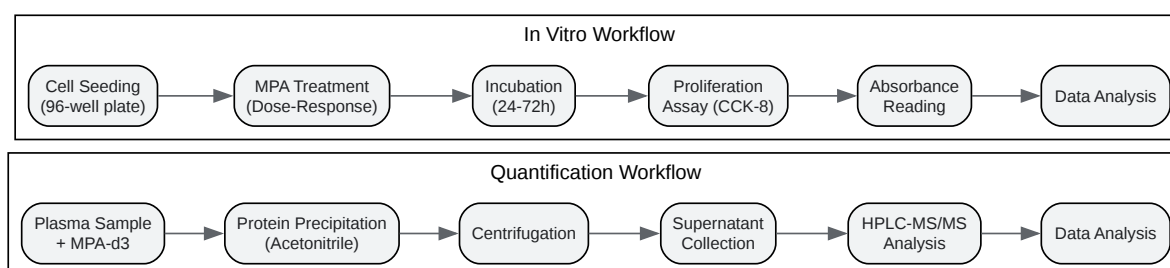 In Vitro Workflow
Cell Seeding
(96-well plate)
MPA Treatment
(Dose-Response)
Incubation
(24-72h)
Proliferation
Assay (CCK-8)
Absorbance
Reading
Data Analysis
Quantification Workflow
Plasma Sample
+ MPA-d3
Protein Precipitation
(Acetonitrile)
Centrifugation
Supernatant
Collection
HPLC-MS/MS
Analysis
Data Analysis